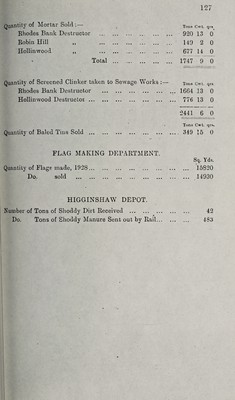 127
Quantity of Mortar Sold:— Tons Cwt. qrs.
Rhodes Bank Destructor ... ... ... ... ... 920 13 0
Robin Hill „ ... ... ... ... ... 149 2 0
Hollinwood „ ... ... ... ... ... 677 14 0
Total ... ... ... ... 1747 9 0
Quantity of Screened Clinker taken to Sewage Works:— Tons Cwt. qrs.
Rhodes Bank Destructor ... ... ... ... ... 1664 13 0
Hollinwood Destructor ... ... ... ... ... 776 13 0
2441 6 0
Tons Cwt. qrs.
Quantity of Baled Tins Sold ... ... ... ... ... 349 15 0
FLAG MAKING DEPARTMENT.
Sq. Yds.
Quantity of Flags made, 1928... ... ... ... ... 15820
Do. sold ... ... ... ... ... 14930
HIGGINSHAW DEPOT.
Number of Tons of Shoddy Dirt Received ... ... ... ... 42
Do. Tons of Shoddy Manure Sent out by Rail... ... ... 485